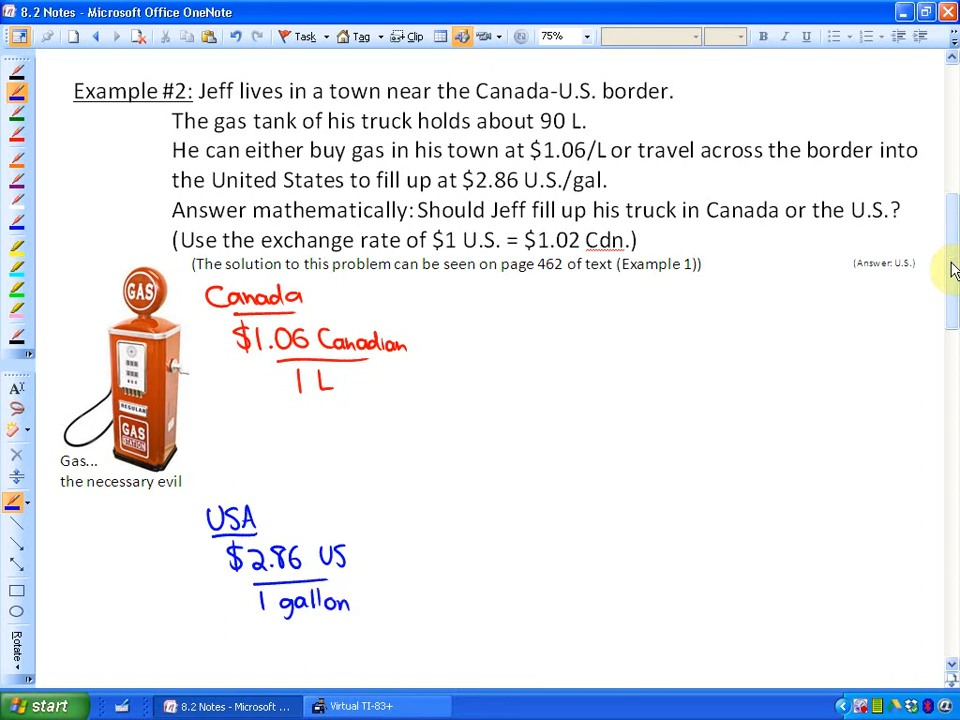 8.2 Notes - Microsoft Office OneNote
Task Tag Clip 75% B I U
Example #2: Jeff lives in a town near the Canada-U.S. border.
The gas tank of his truck holds about 90 L.
He can either buy gas in his town at $1.06/L or travel across the border into
the United States to fill up at $2.86 U.S./gal.
Answer mathematically: Should Jeff fill up his truck in Canada or the U.S.?
(Use the exchange rate of $1 U.S. = $1.02 Cdn.)
(The solution to this problem can be seen on page 462 of text (Example 1))
(Answer: U.S.)
GAS
REGULAR
GAS
STATION
Canada
$1.06 Canadian
1 L
Gas...
the necessary evil
USA
$2.86 US
1 gallon
A
Rotate
start
8.2 Notes - Microsoft ...
Virtual TI-83+